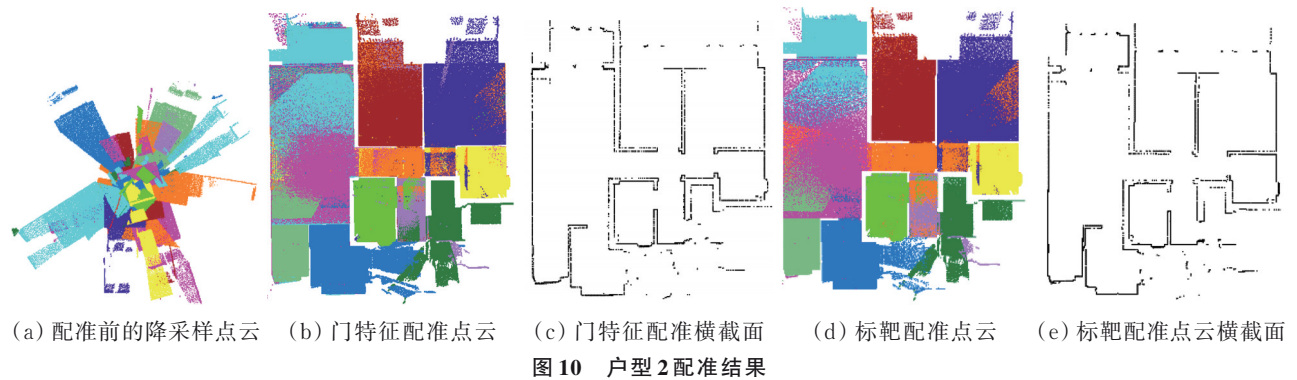 (a) 配准前的降采样点云 (b) 门特征配准点云 (c) 门特征配准横截面 (d) 标靶配准点云 (e) 标靶配准点云横截面
图 10 户型 2 配准结果